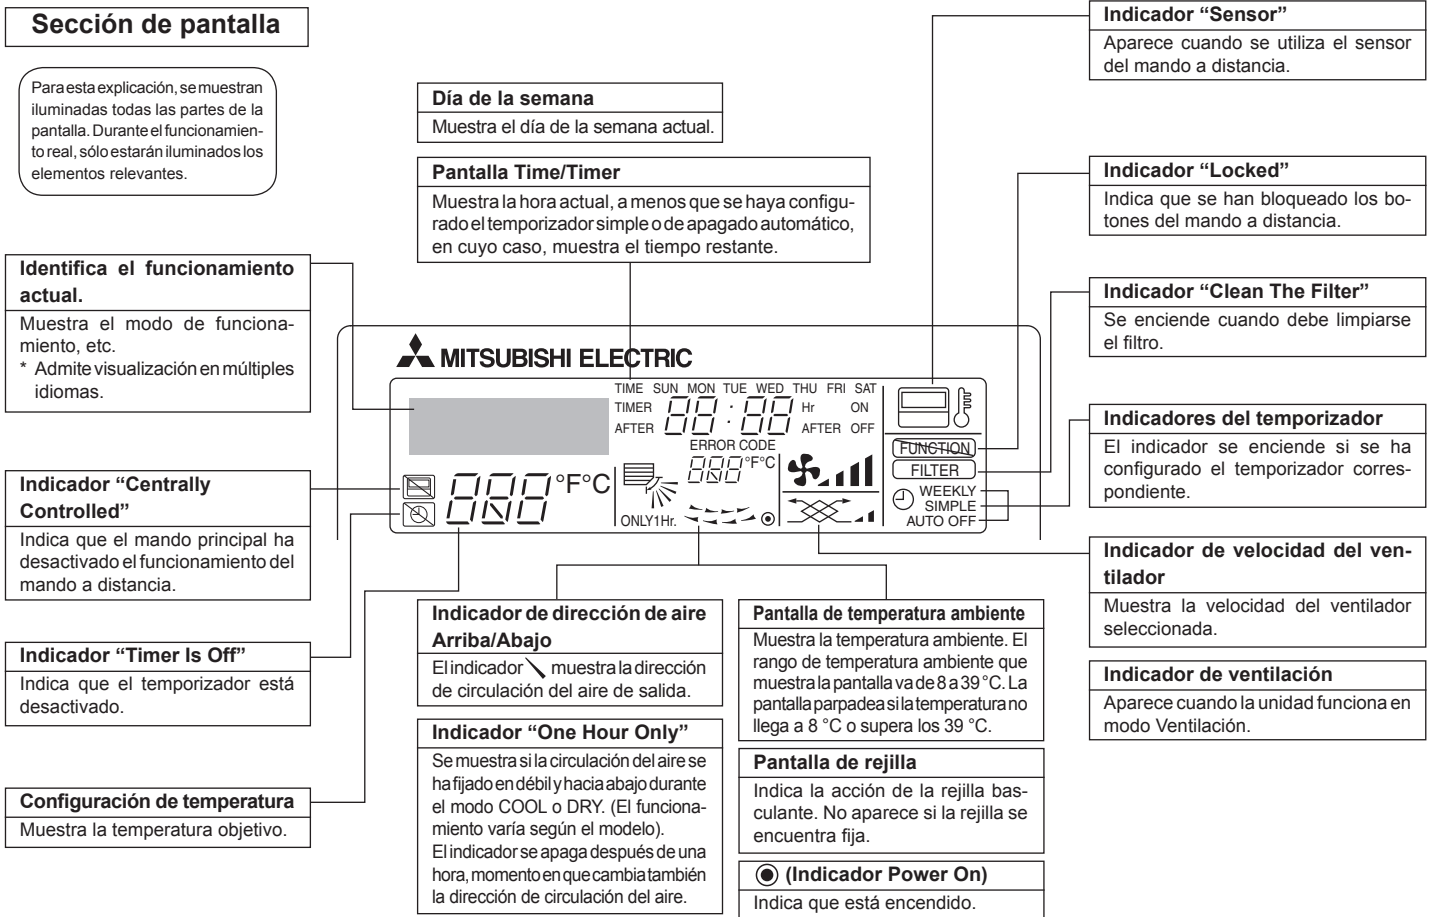 Sección de pantalla
Para esta explicación, se muestran
iluminadas todas las partes de la
pantalla. Durante el funcionamien-
to real, sólo estarán iluminados los
elementos relevantes.
Día de la semana
Muestra el día de la semana actual.
Pantalla Time/Timer
Muestra la hora actual, a menos que se haya configu-
rado el temporizador simple o de apagado automático,
en cuyo caso, muestra el tiempo restante.
Indicador “Sensor”
Aparece cuando se utiliza el sensor
del mando a distancia.
Indicador “Locked”
Indica que se han bloqueado los bo-
tones del mando a distancia.
Indicador “Clean The Filter”
Se enciende cuando debe limpiarse
el filtro.
Indicadores del temporizador
El indicador se enciende si se ha
configurado el temporizador corres-
pondiente.
Identifica el funcionamiento
actual.
Muestra el modo de funciona-
miento, etc.
* Admite visualización en múltiples
idiomas.
Indicador “Centrally
Controlled”
Indica que el mando principal ha
desactivado el funcionamiento del
mando a distancia.
Indicador “Timer Is Off”
Indica que el temporizador está
desactivado.
Configuración de temperatura
Muestra la temperatura objetivo.
MITSUBISHI ELECTRIC
TIME SUN MON TUE WED THU FRI SAT
TIMER 88:88 Hr ON
AFTER AFTER OFF
ERROR CODE
°F°C
°F°C
ONLY1Hr.
FUNCTION
FILTER
WEEKLY
SIMPLE
AUTO OFF
Indicador de dirección de aire
Arriba/Abajo
El indicador muestra la dirección
de circulación del aire de salida.
Indicador “One Hour Only”
Se muestra si la circulación del aire se
ha fijado en débil y hacia abajo durante
el modo COOL o DRY. (El funciona-
miento varía según el modelo).
El indicador se apaga después de una
hora, momento en que cambia también
la dirección de circulación del aire.
Pantalla de temperatura ambiente
Muestra la temperatura ambiente. El
rango de temperatura ambiente que
muestra la pantalla va de 8 a 39 °C. La
pantalla parpadea si la temperatura no
llega a 8 °C o supera los 39 °C.
Pantalla de rejilla
Indica la acción de la rejilla bas-
culante. No aparece si la rejilla se
encuentra fija.
(Indicador Power On)
Indica que está encendido.
Indicador de velocidad del ven-
tilador
Muestra la velocidad del ventilador
seleccionada.
Indicador de ventilación
Aparece cuando la unidad funciona en
modo Ventilación.